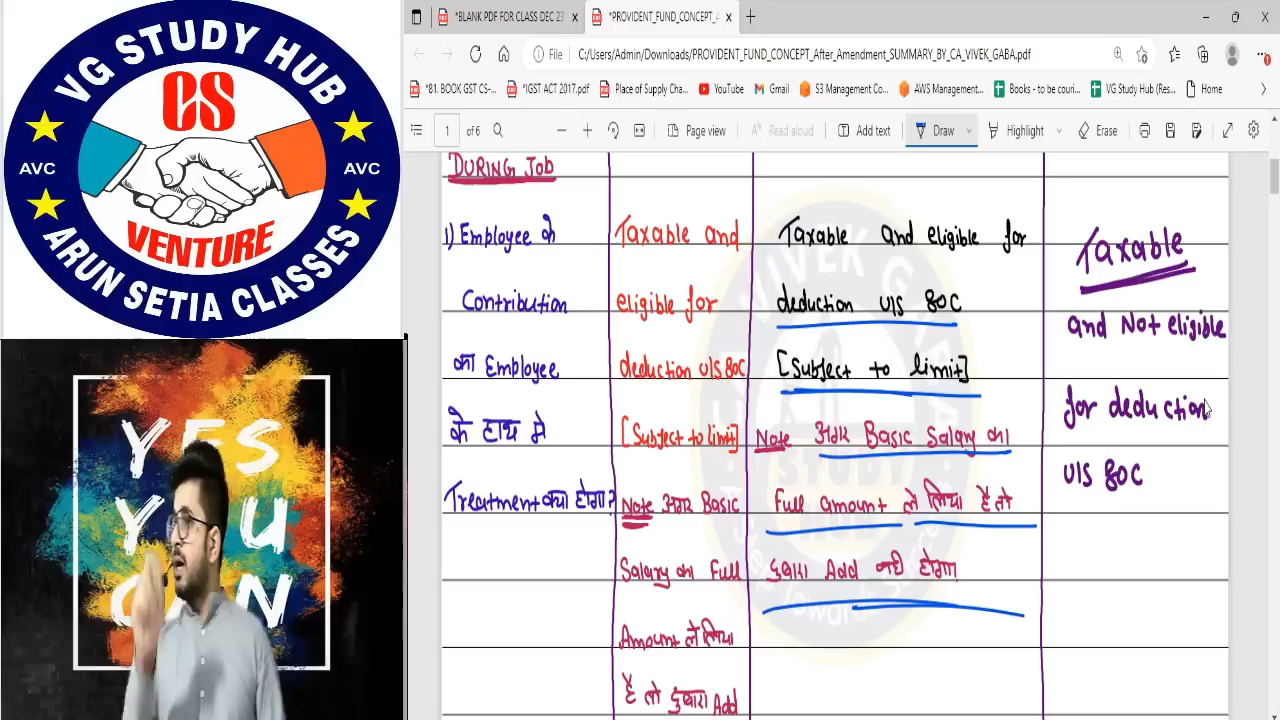 VG STUDY HUB
CS
AVC
AVC
VENTURE
ARUN SETIA CLASSES
YES
Y U
C N
*BLANK PDF FOR CLASS DEC 23
*PROVIDENT_FUND_CONCEPT_A
File
C:/Users/Admin/Downloads/PROVIDENT_FUND_CONCEPT_After_Amendment_SUMMARY_BY_CA_VIVEK_GABA.pdf
*81. BOOK GST CS-...
*IGST ACT 2017.pdf
Place of Supply Cha...
YouTube
Gmail
S3 Management Co...
AWS Management...
Books - to be couri...
VG Study Hub (Res...
Home
1 of 6
Page view
Read aloud
Add text
Draw
Highlight
Erase
DURING JOB
1) Employee के
Contribution
का Employee
के हाथ मे
Treatment क्या होगा?
Taxable and
eligible for
deduction U/S 80C
[Subject to limit]
Note अगर Basic
Salary का Full
Amount ले लिया
है तो दुबारा Add
Taxable and eligible for
deduction U/S 80C
[Subject to limit]
Note अगर Basic Salary का
Full amount ले लिया है तो
दुबारा Add नही होगा
Taxable
and Not eligible
for deduction
U/S 80C